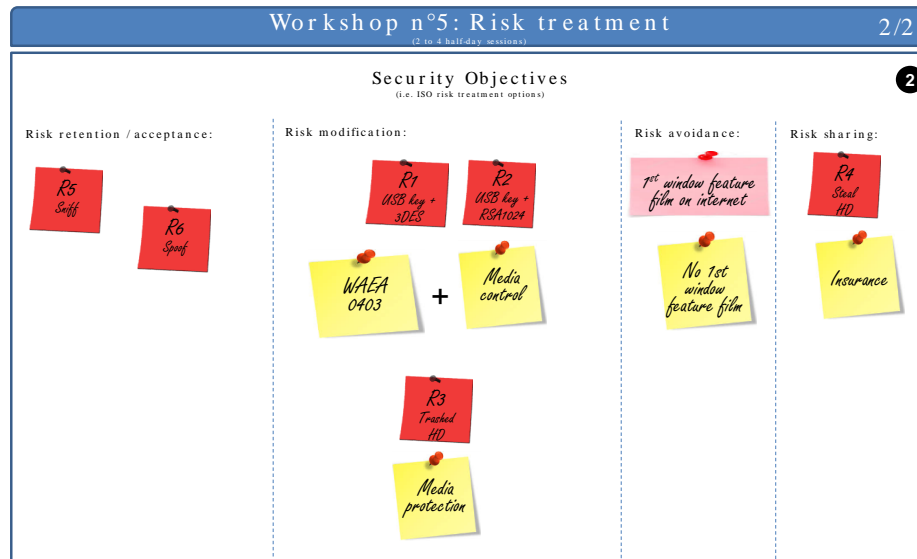 Workshop n°5: Risk treatment
2/2
(2 to 4 half-day sessions)
Security Objectives
(i.e. ISO risk treatment options)
2
Risk retention / acceptance:
R5
Sniff
R6
Spoof
Risk modification:
R1
USB key +
3DES
R2
USB key +
RSA1024
WAEA
0403
+
Media
control
R3
Trashed
HD
Media
protection
Risk avoidance:
1st window feature
film on internet
No 1st
window
feature film
Risk sharing:
R4
Steal
HD
Insurance